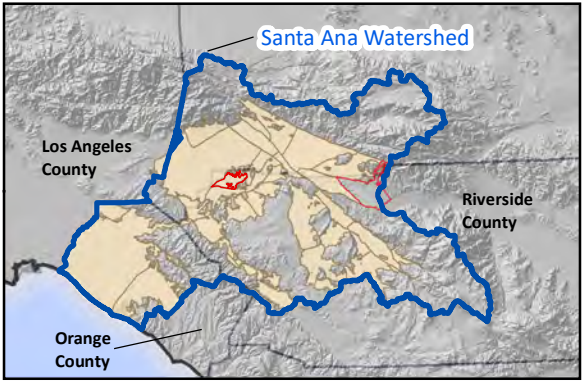 Santa Ana Watershed
Los Angeles
County
Riverside
County
Orange
County